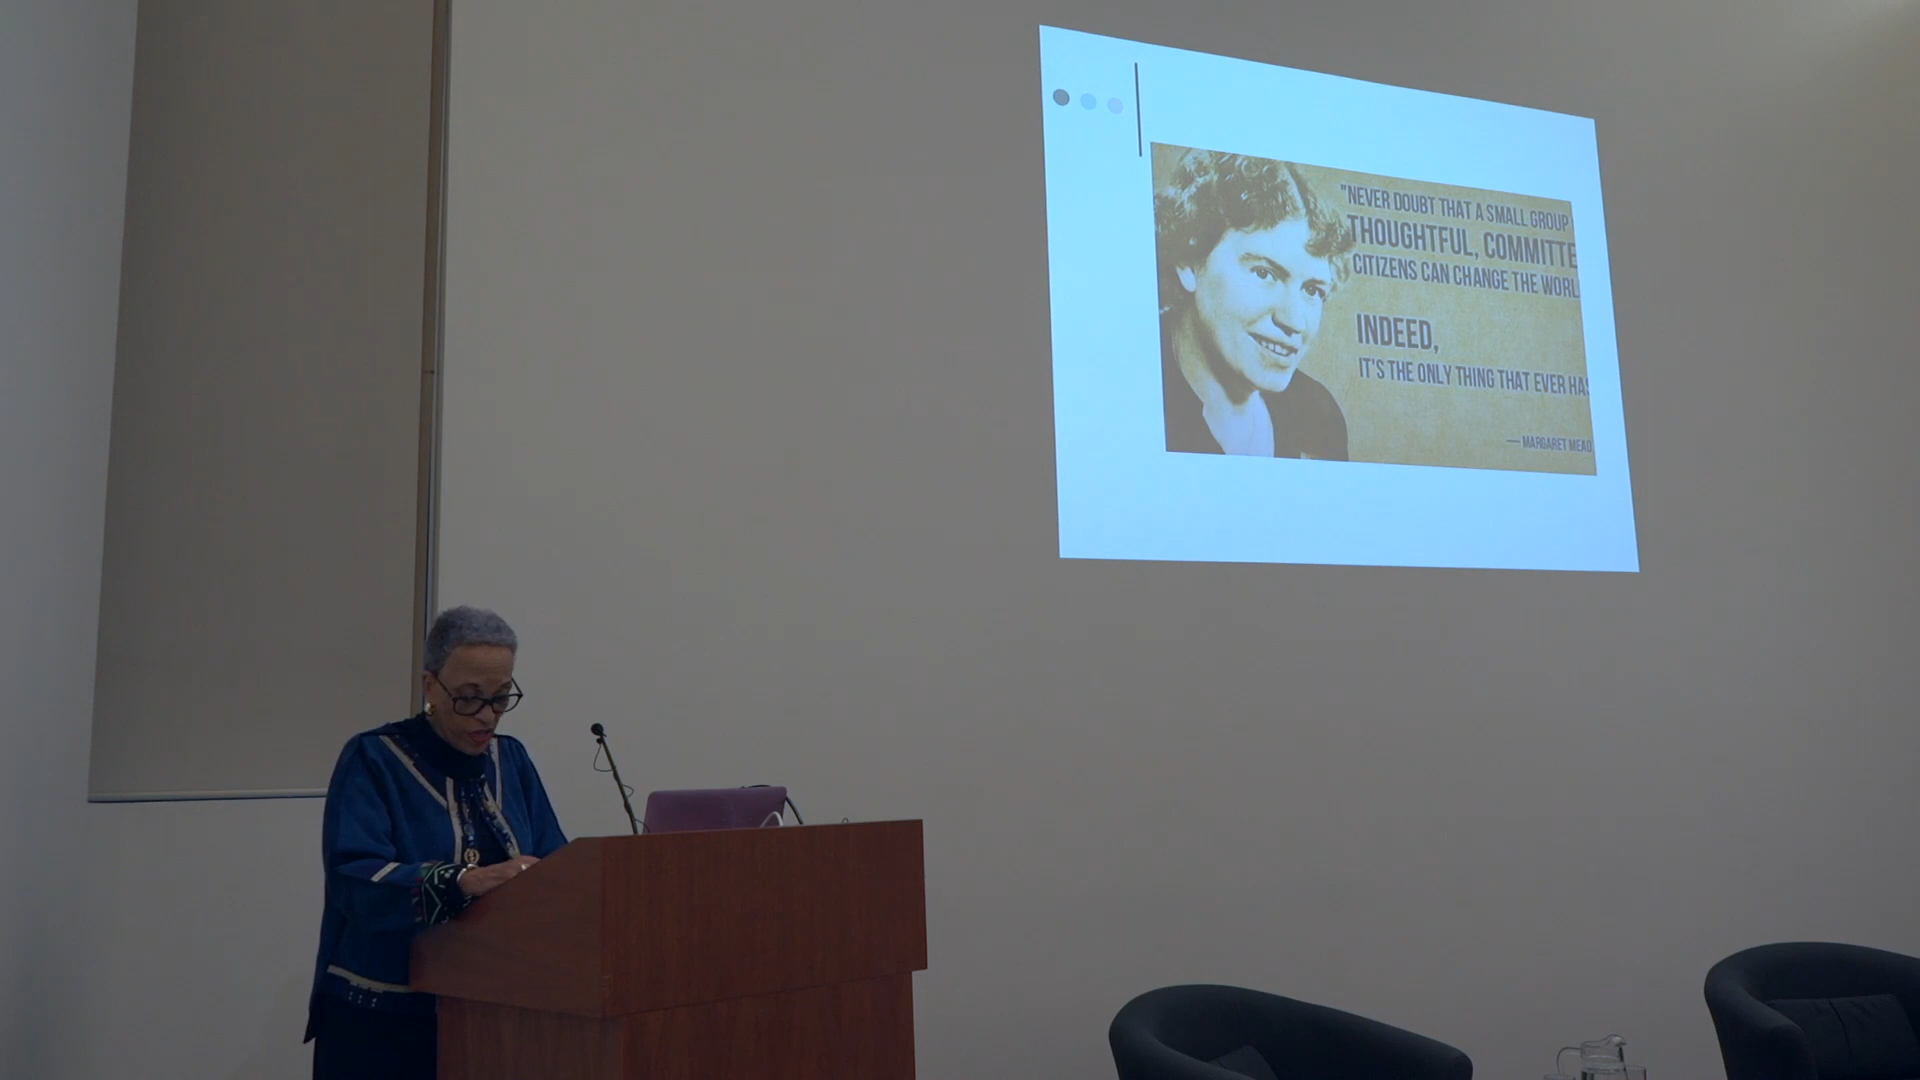 "NEVER DOUBT THAT A SMALL GROUP
THOUGHTFUL, COMMITTE
CITIZENS CAN CHANGE THE WORL
INDEED,
IT'S THE ONLY THING THAT EVER HAS
— MARGARET MEAD